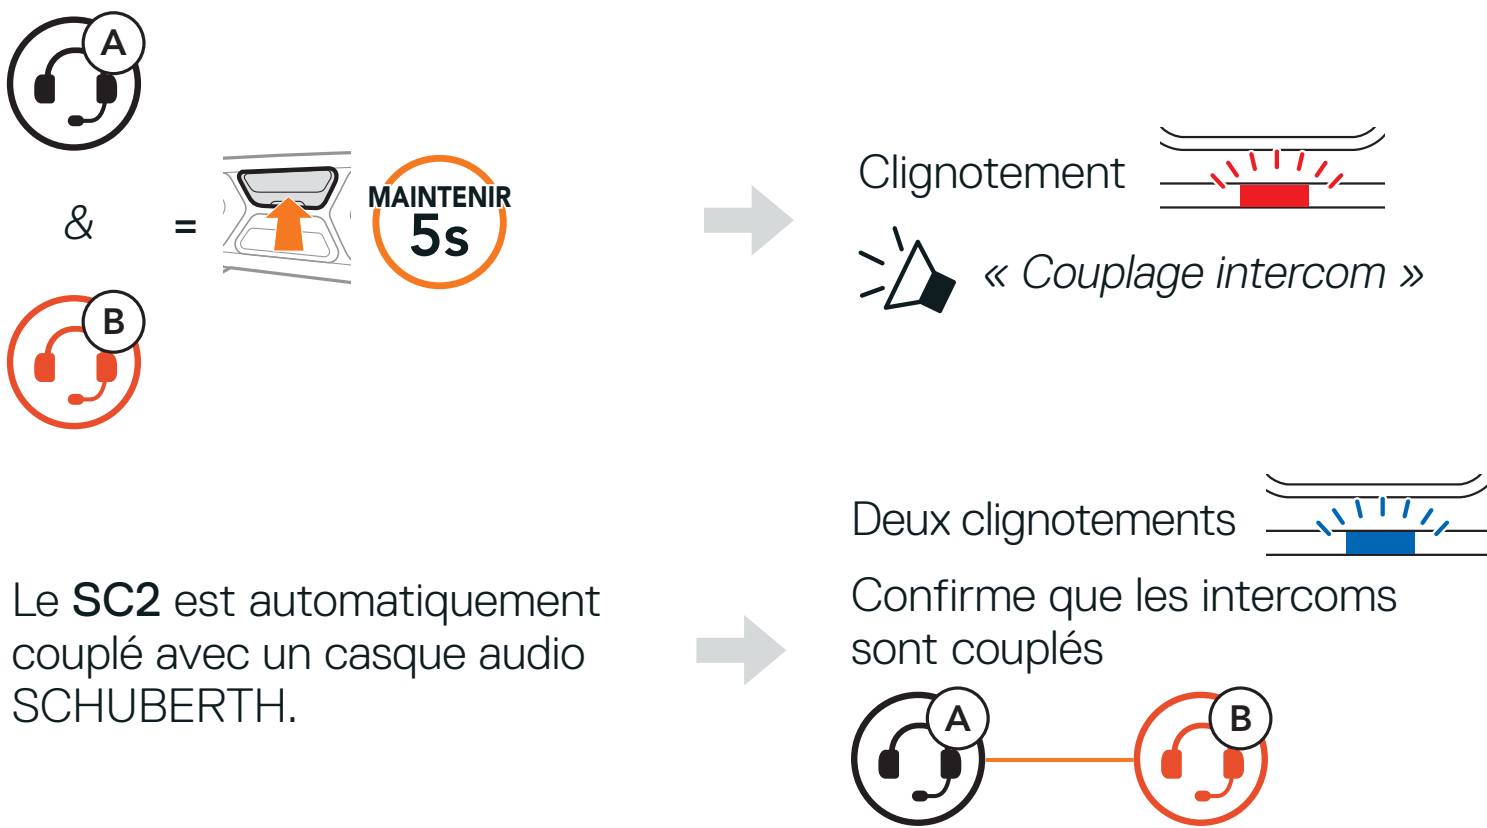 A
&
=
MAINTENIR
5s
B
Clignotement
« Couplage intercom »
Le SC2 est automatiquement
couplé avec un casque audio
SCHUBERTH.
Deux clignotements
Confirme que les intercoms
sont couplés
A
B